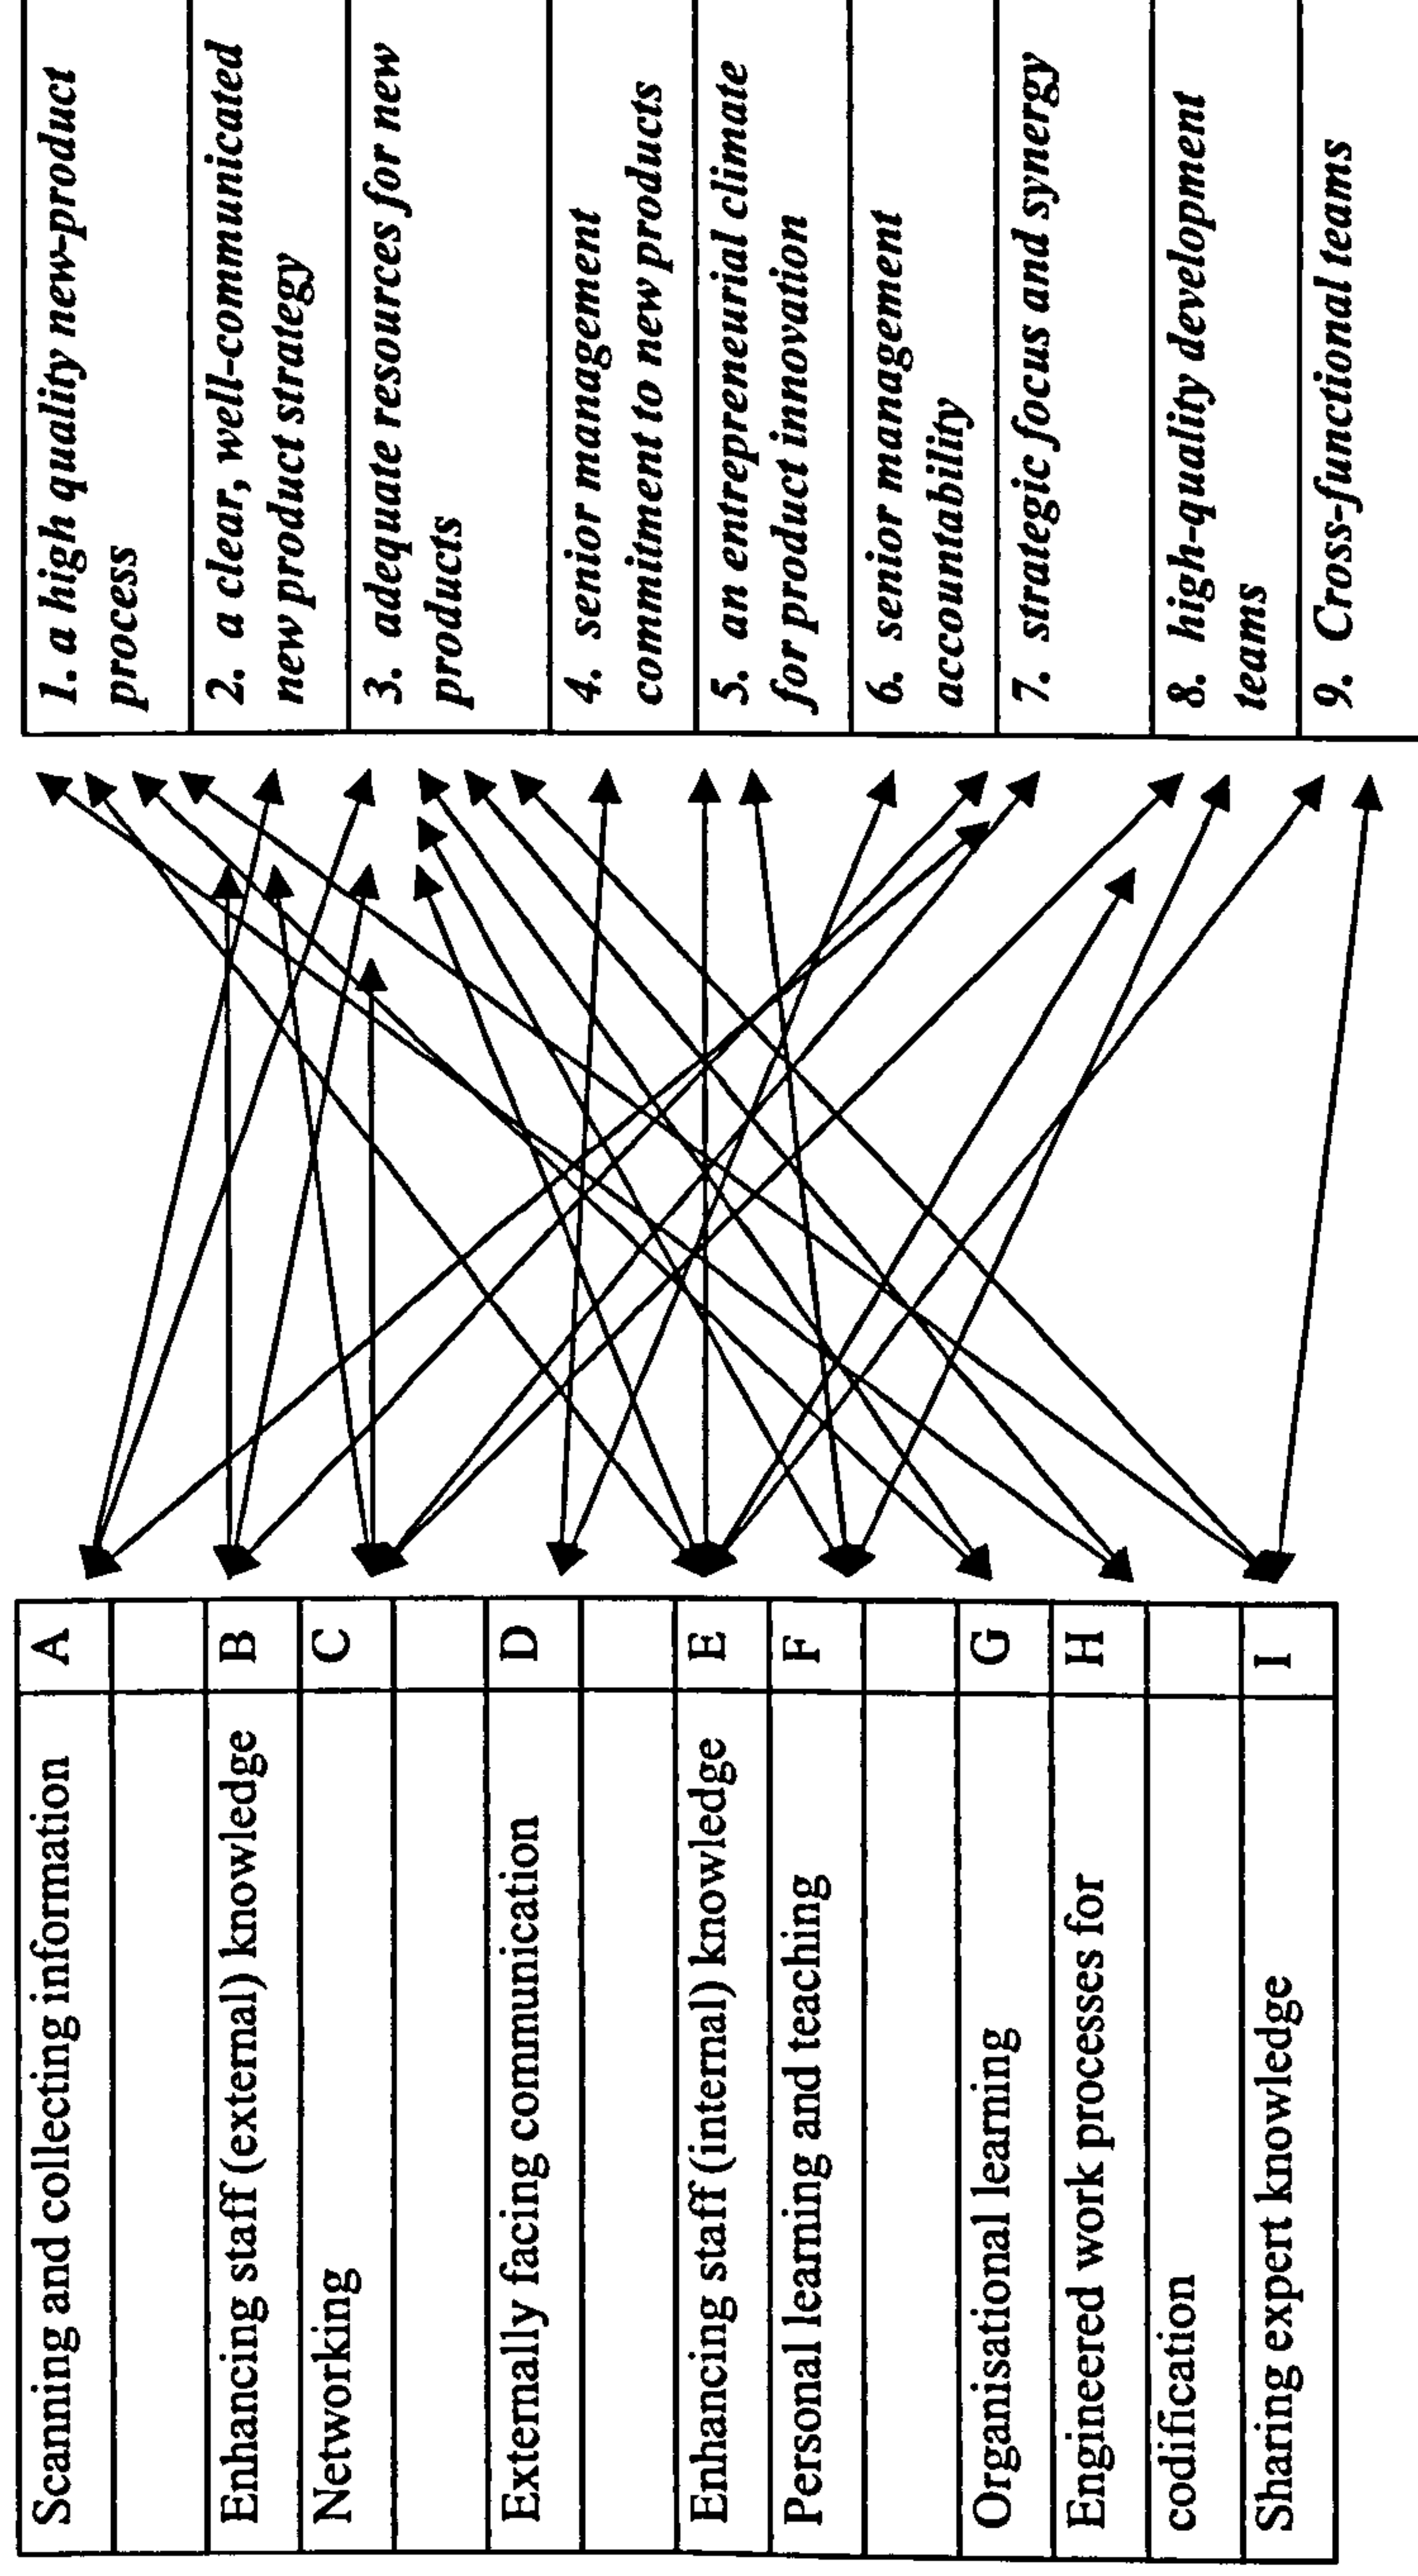 Scanning and collecting information A
Enhancing staff (external) knowledge B
Networking C
Externally facing communication D
Enhancing staff (internal) knowledge E
Personal learning and teaching F
Organisational learning G
Engineered work processes for H
codification
Sharing expert knowledge I
1. a high quality new-product
process
2. a clear, well-communicated
new product strategy
3. adequate resources for new
products
4. senior management
commitment to new products
5. an entrepreneurial climate
for product innovation
6. senior management
accountability
7. strategic focus and synergy
8. high-quality development
teams
9. Cross-functional teams